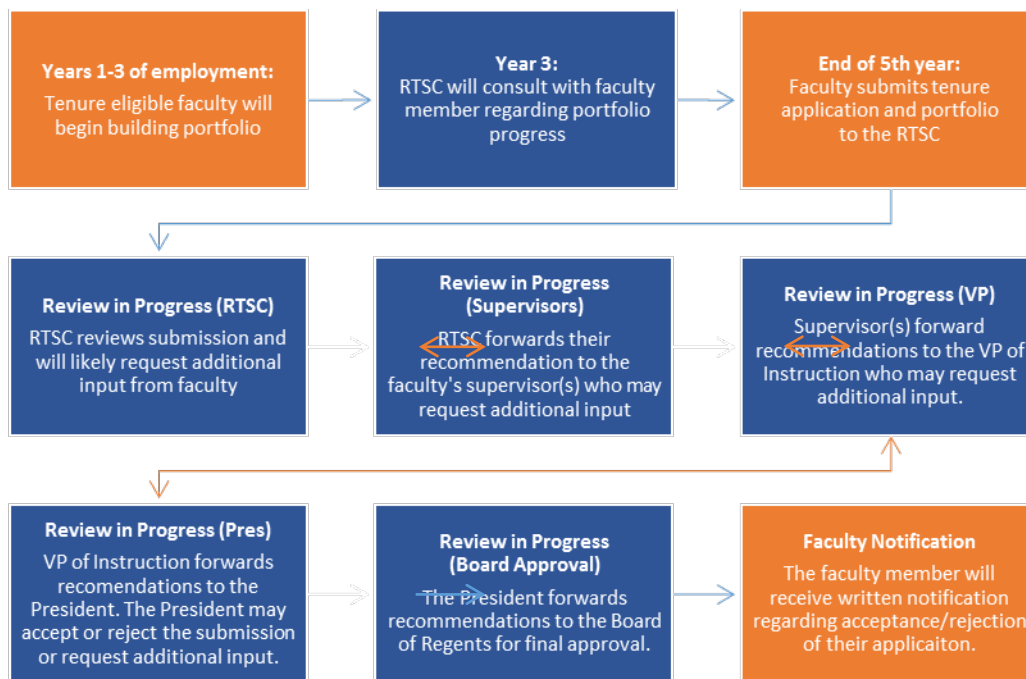 Years 1-3 of employment:
Tenure eligible faculty will
begin building portfolio
Year 3:
RTSC will consult with faculty
member regarding portfolio
progress
End of 5th year:
Faculty submits tenure
application and portfolio
to the RTSC
Review in Progress (RTSC)
RTSC reviews submission and
will likely request additional
input from faculty
Review in Progress
(Supervisors)
RTSC forwards their
recommendation to the
faculty's supervisor(s) who may
request additional input
Review in Progress (VP)
Supervisor(s) forward
recommendations to the VP of
Instruction who may request
additional input.
Review in Progress (Pres)
VP of Instruction forwards
recomendations to the
President. The President may
accept or reject the submission
or request additional input.
Review in Progress
(Board Approval)
The President forwards
recommendations to the Board
of Regents for final approval.
Faculty Notification
The faculty member will
receive written notification
regarding acceptance/rejection
of their applicaiton.